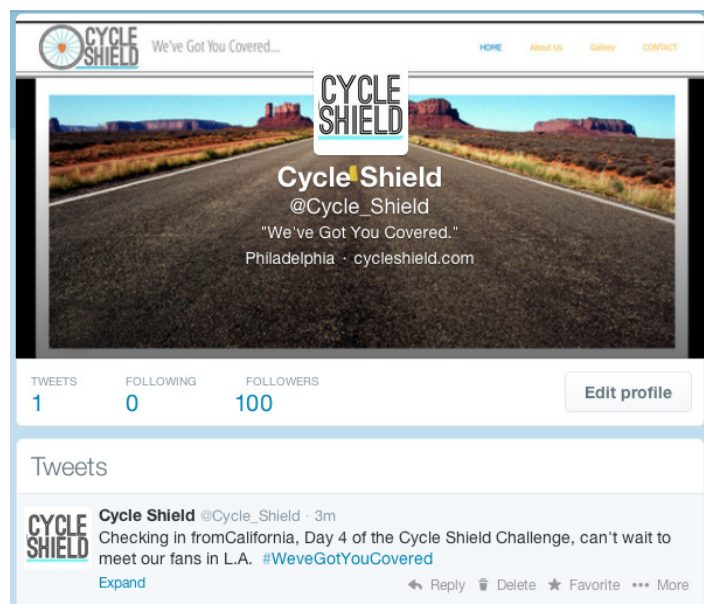 CYCLE
SHIELD
We've Got You Covered...
HOME About Us Gallery CONTACT
CYCLE
SHIELD
Cycle Shield
@Cycle_Shield
"We've Got You Covered."
Philadelphia · cycleshield.com
TWEETS FOLLOWING FOLLOWERS
1 0 100
Edit profile
Tweets
CYCLE
SHIELD
Cycle Shield @Cycle_Shield · 3m
Checking in fromCalifornia, Day 4 of the Cycle Shield Challenge, can't wait to
meet our fans in L.A. #WeveGotYouCovered
Expand Reply Delete Favorite More